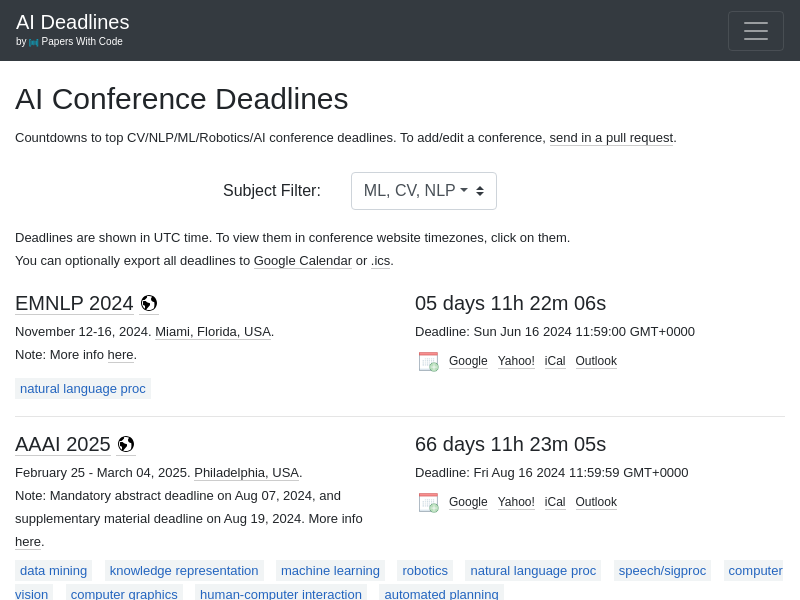 AI Deadlines
by Papers With Code
AI Conference Deadlines
Countdowns to top CV/NLP/ML/Robotics/AI conference deadlines. To add/edit a conference, send in a pull request.
Subject Filter: ML, CV, NLP
Deadlines are shown in UTC time. To view them in conference website timezones, click on them.
You can optionally export all deadlines to Google Calendar or .ics.
EMNLP 2024
November 12-16, 2024. Miami, Florida, USA.
Note: More info here.
natural language proc
05 days 11h 22m 06s
Deadline: Sun Jun 16 2024 11:59:00 GMT+0000
Google Yahoo! iCal Outlook
AAAI 2025
February 25 - March 04, 2025. Philadelphia, USA.
Note: Mandatory abstract deadline on Aug 07, 2024, and
supplementary material deadline on Aug 19, 2024. More info
here.
66 days 11h 23m 05s
Deadline: Fri Aug 16 2024 11:59:59 GMT+0000
Google Yahoo! iCal Outlook
data mining knowledge representation machine learning robotics natural language proc speech/sigproc computer
vision computer graphics human-computer interaction automated planning